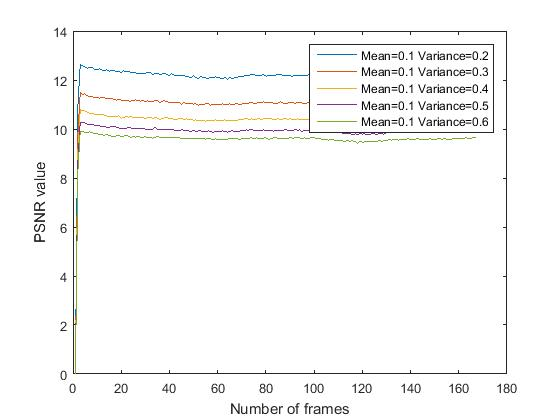 14
12
10
8
6
4
2
0
PSNR value
Mean=0.1 Variance=0.2
Mean=0.1 Variance=0.3
Mean=0.1 Variance=0.4
Mean=0.1 Variance=0.5
Mean=0.1 Variance=0.6
0 20 40 60 80 100 120 140 160 180
Number of frames